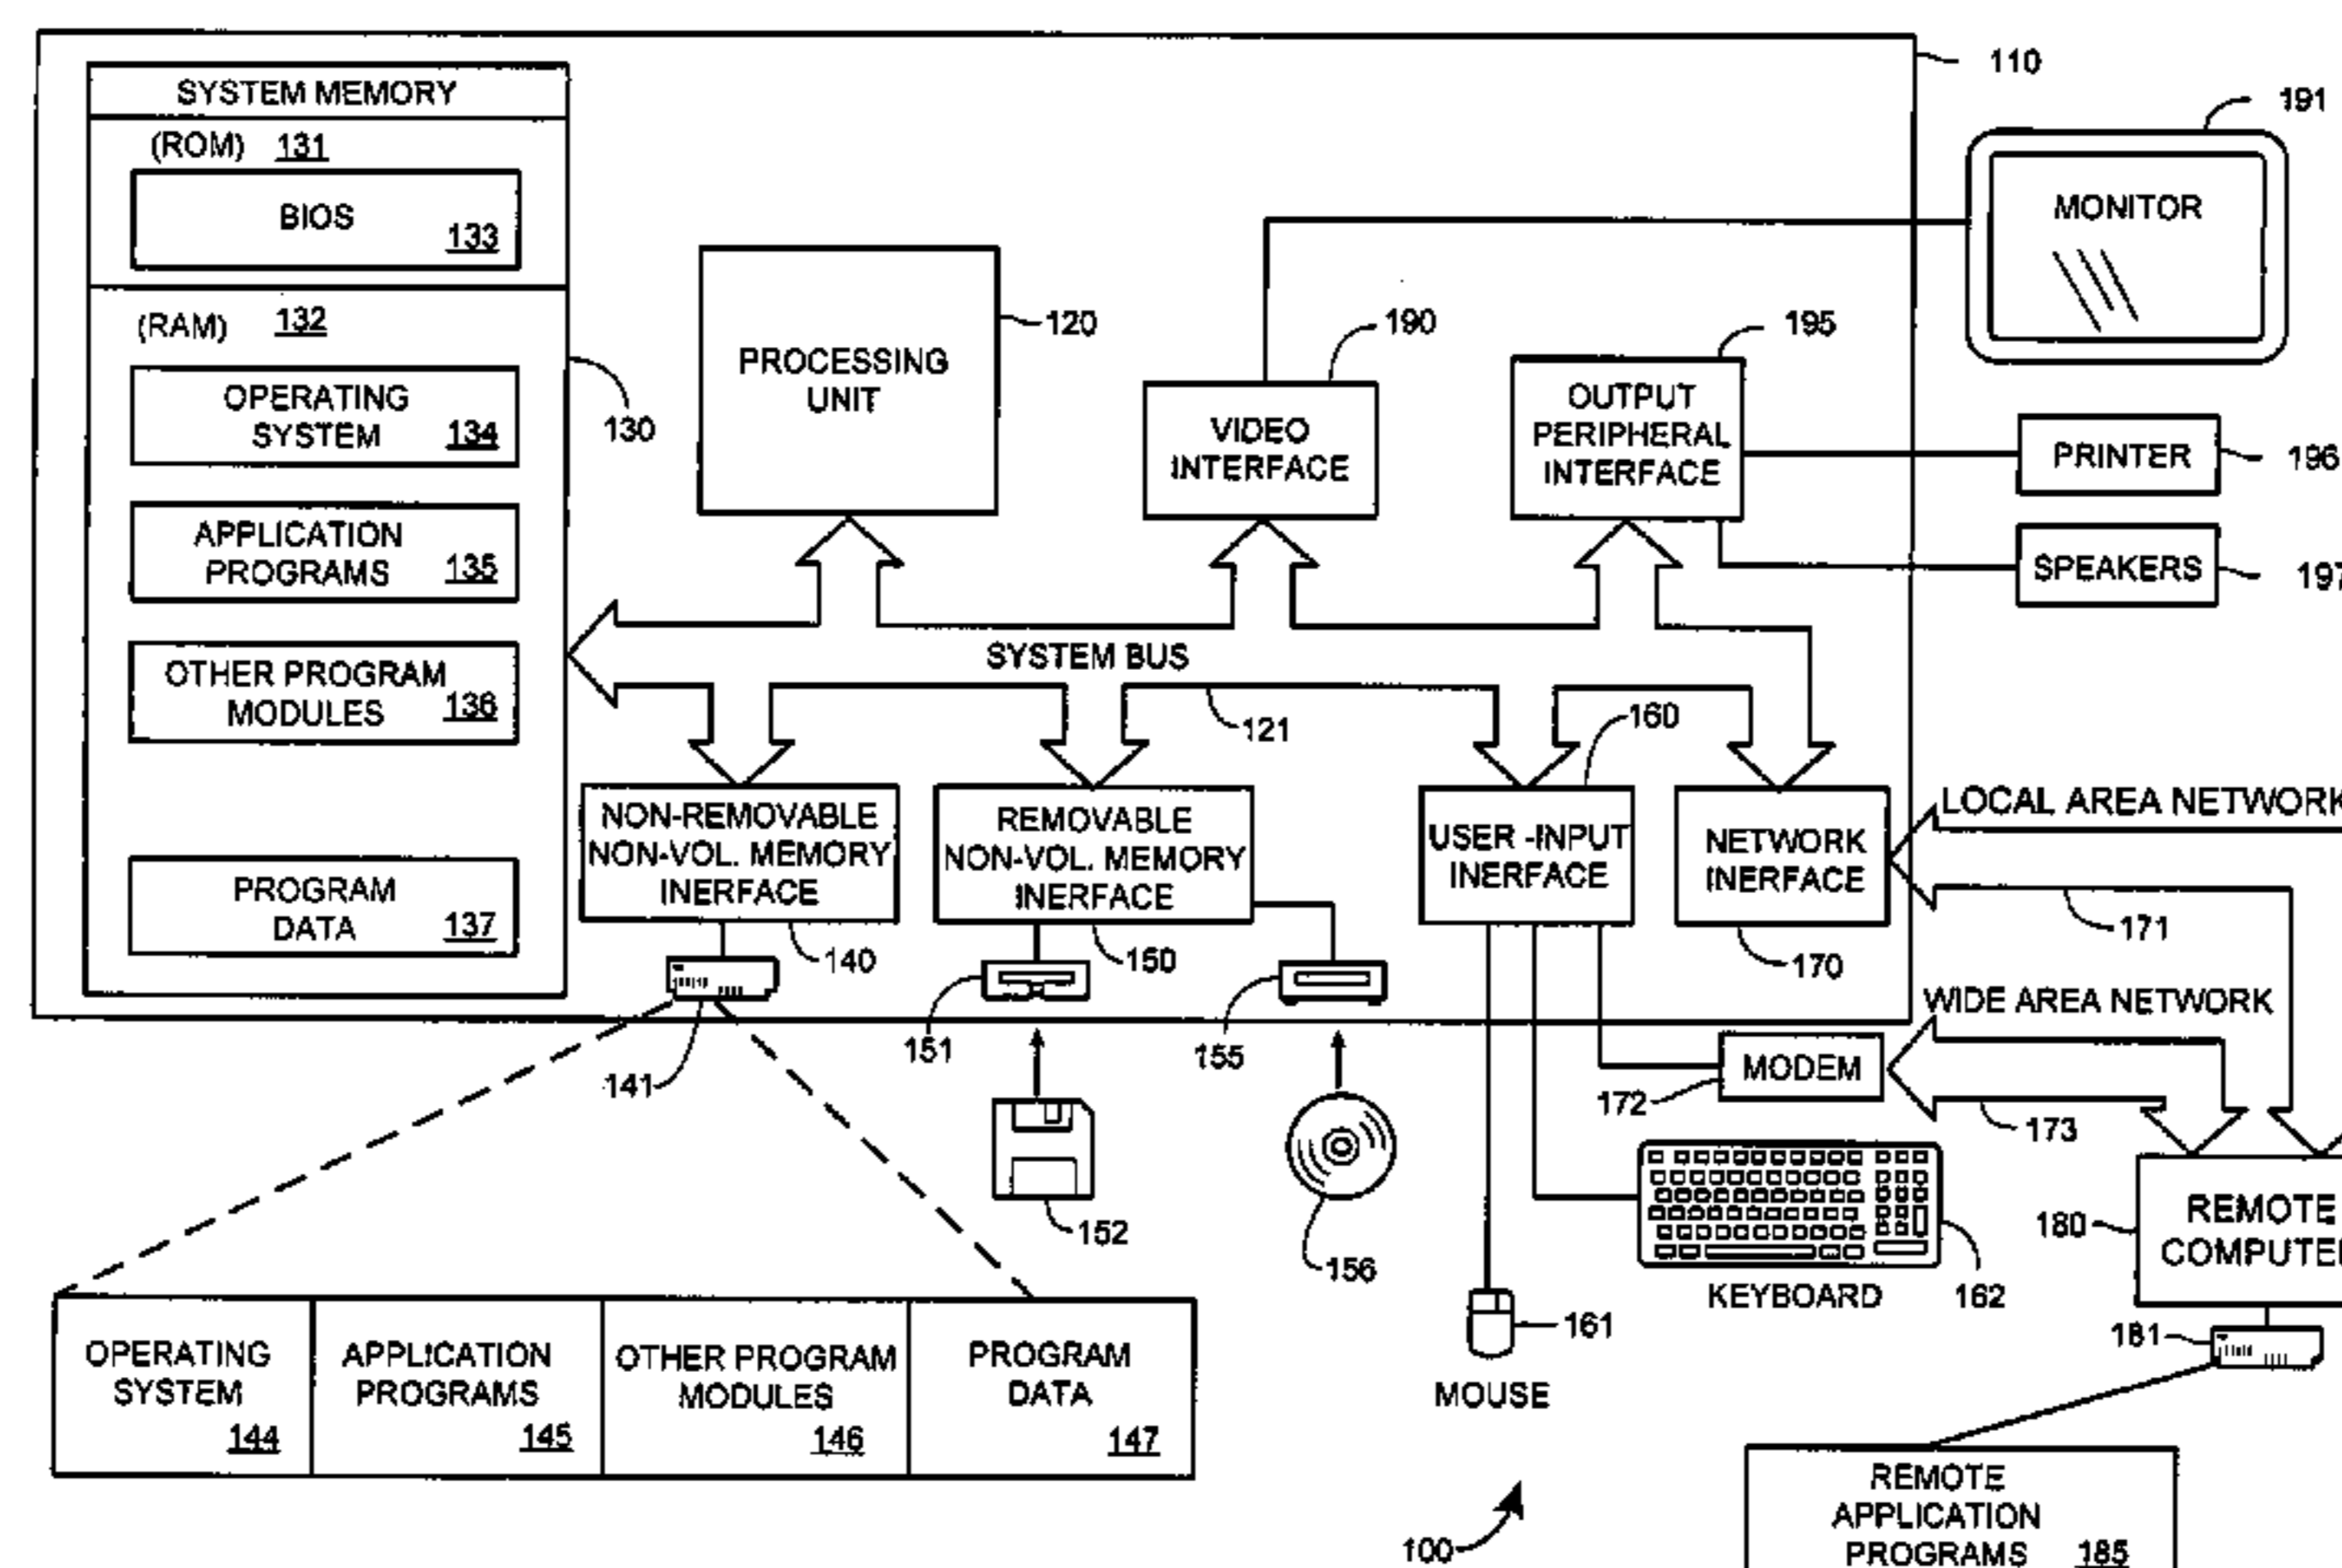 110
191
SYSTEM MEMORY
(ROM) 131
BIOS
133
MONITOR
(RAM) 132
OPERATING
SYSTEM 134
130
APPLICATION
PROGRAMS 135
OTHER PROGRAM
MODULES 136
PROGRAM
DATA 137
PROCESSING
UNIT
120
190
VIDEO
INTERFACE
195
OUTPUT
PERIPHERAL
INTERFACE
PRINTER
196
SPEAKERS
197
SYSTEM BUS
121
160
NON-REMOVABLE
NON-VOL. MEMORY
INERFACE
140
REMOVABLE
NON-VOL. MEMORY
INERFACE
150
USER -INPUT
INERFACE
NETWORK
INERFACE
170
LOCAL AREA NETWORK
171
WIDE AREA NETWORK
141
151
155
MODEM
172
173
152
156
KEYBOARD
162
161
MOUSE
180
REMOTE
COMPUTE
181
OPERATING
SYSTEM
144
APPLICATION
PROGRAMS
145
OTHER PROGRAM
MODULES
146
PROGRAM
DATA
147
100
REMOTE
APPLICATION
PROGRAMS 185